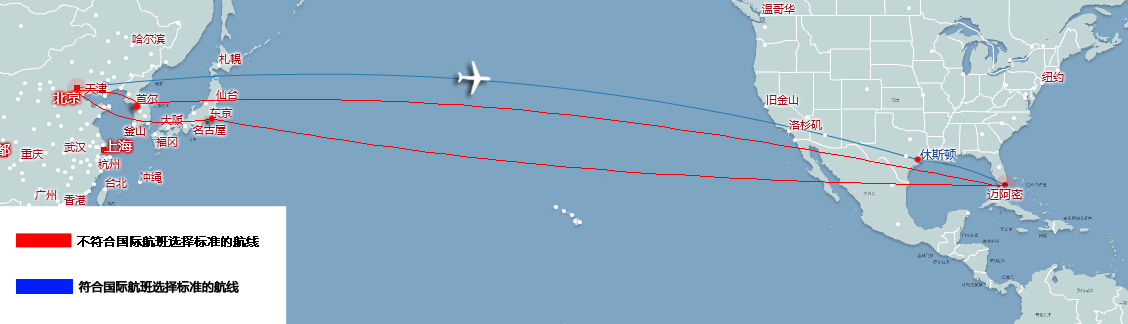 温哥华
哈尔滨
札幌
纽约
天津
北京
首尔
仙台
旧金山
东京
大阪
金山
名古屋
洛杉矶
福冈
武汉
上海
都
重庆
休斯顿
杭州
冲绳
台北
迈阿密
广州
香港
不符合国际航班选择标准的航线
符合国际航班选择标准的航线